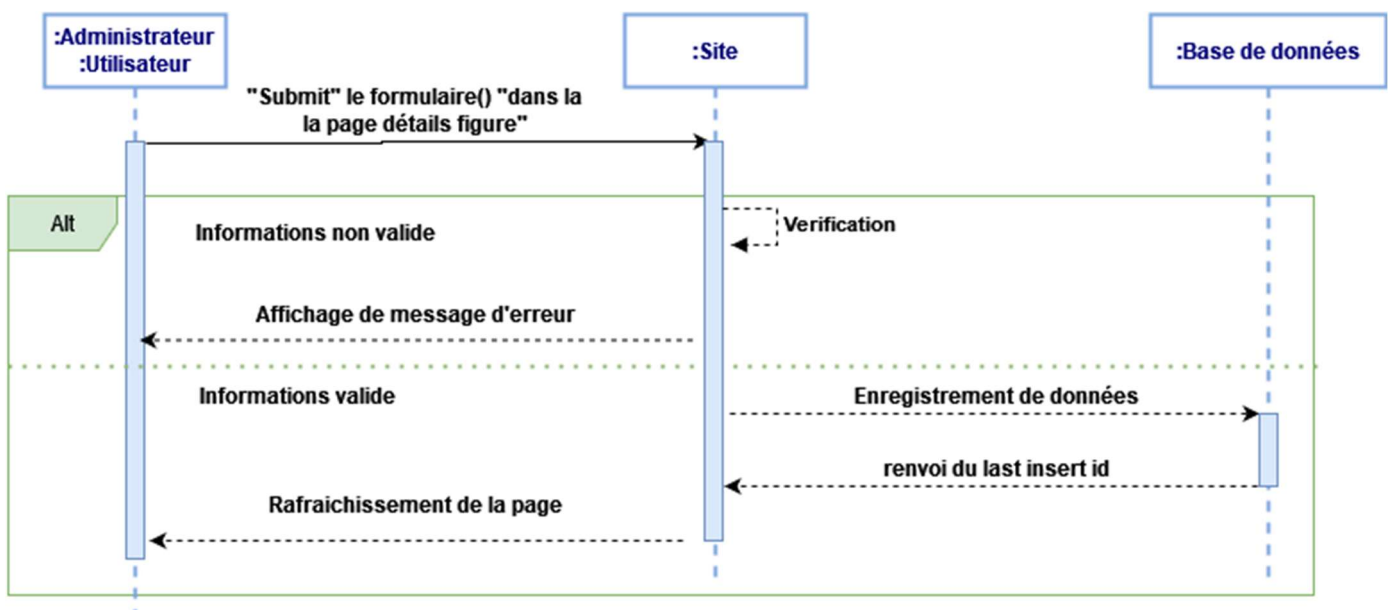 :Administrateur
:Utilisateur
:Site
:Base de données
"Submit" le formulaire() "dans la
la page détails figure"
Alt
Informations non valide
Verification
Affichage de message d'erreur
Informations valide
Enregistrement de données
renvoi du last insert id
Rafraichissement de la page